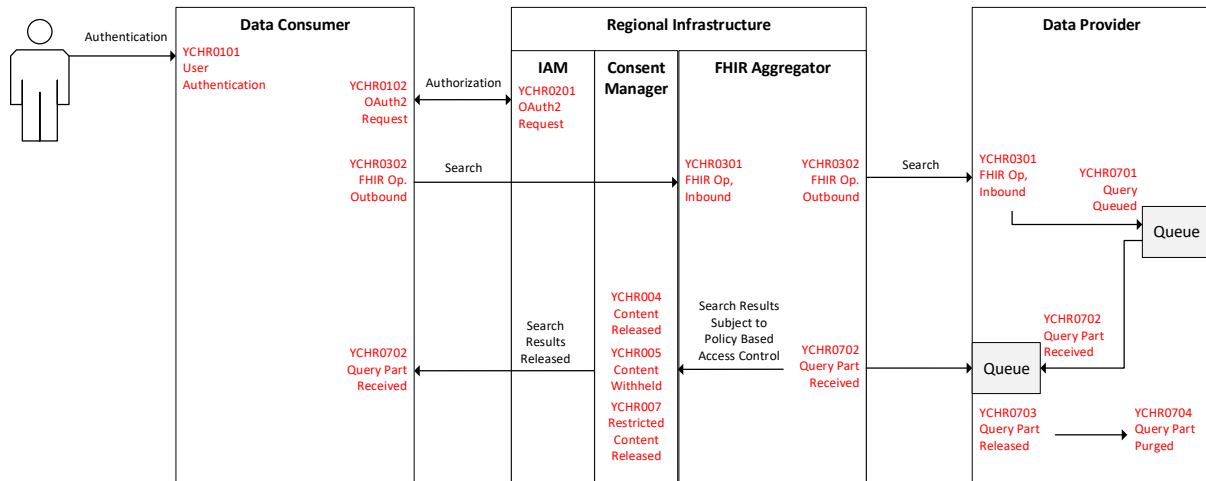 Data Consumer
Regional Infrastructure
Data Provider
Authentication
YCHR0101
User
Authentication
IAM
Consent
Manager
FHIR Aggregator
YCHR0102
OAuth2
Request
Authorization
YCHR0201
OAuth2
Request
YCHR0302
FHIR Op.
Outbound
Search
YCHR0301
FHIR Op,
Inbound
YCHR0302
FHIR Op.
Outbound
Search
YCHR0301
FHIR Op,
Inbound
YCHR0701
Query
Queued
Queue
YCHR004
Content
Released
YCHR005
Content
Withheld
YCHR007
Restricted
Content
Released
Search Results
Subject to
Policy Based
Access Control
Search
Results
Released
YCHR0702
Query Part
Received
YCHR0702
Query Part
Received
YCHR0702
Query Part
Received
Queue
YCHR0703
Query Part
Released
YCHR0704
Query Part
Purged